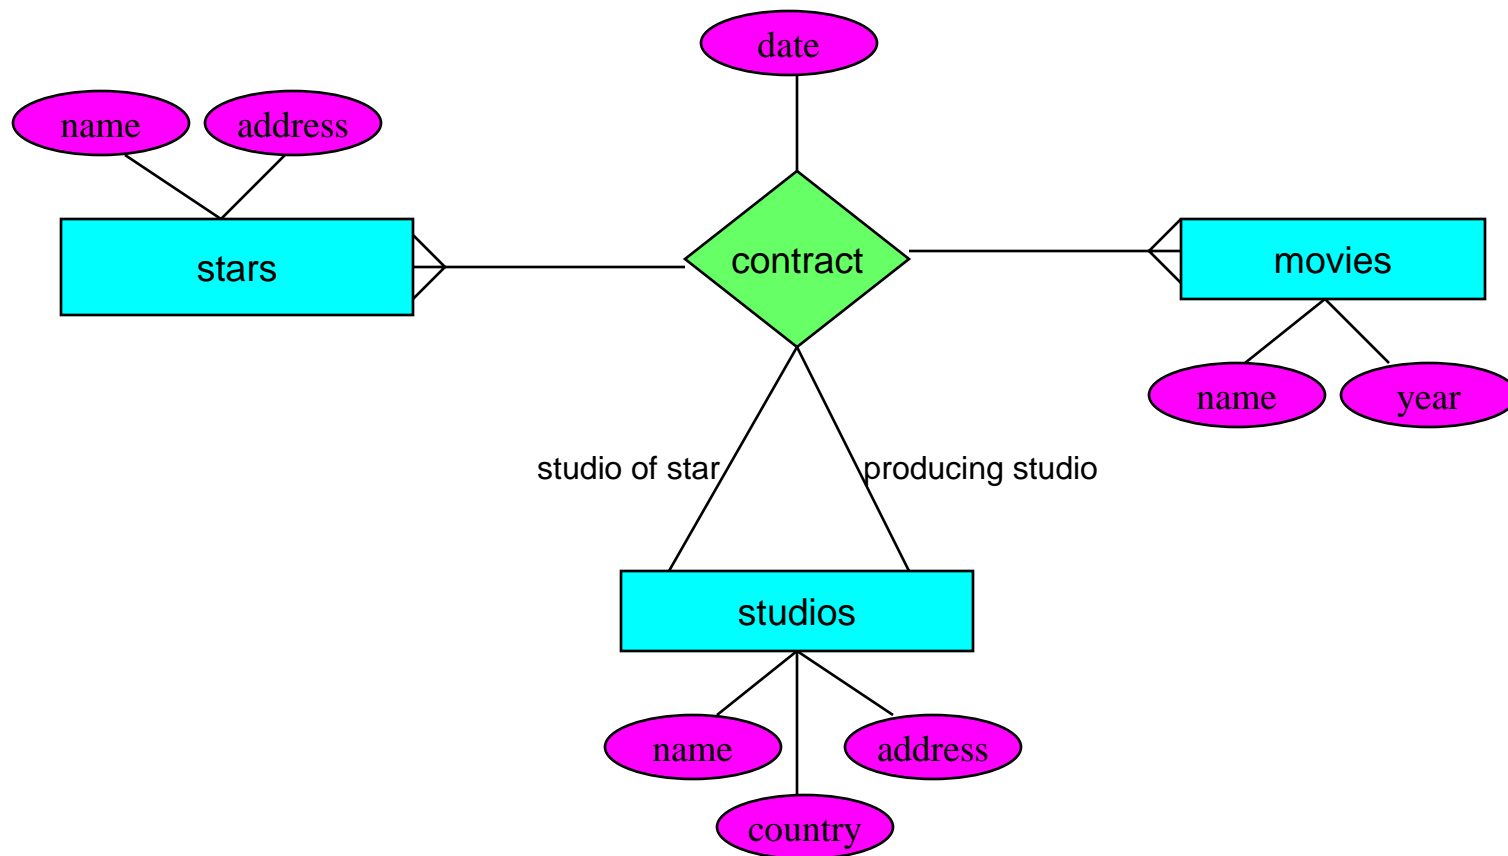 date
name
address
stars
contract
movies
name
year
studio of star
producing studio
studios
name
address
country